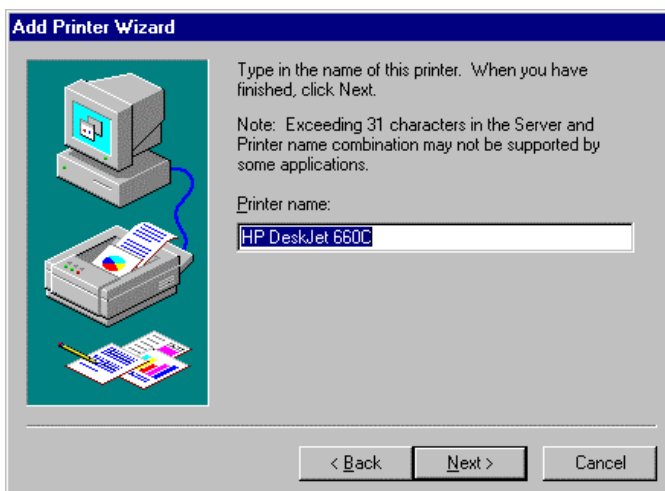 Add Printer Wizard
Type in the name of this printer. When you have
finished, click Next.
Note: Exceeding 31 characters in the Server and
Printer name combination may not be supported by
some applications.
Printer name:
HP DeskJet 660C
< Back
Next >
Cancel